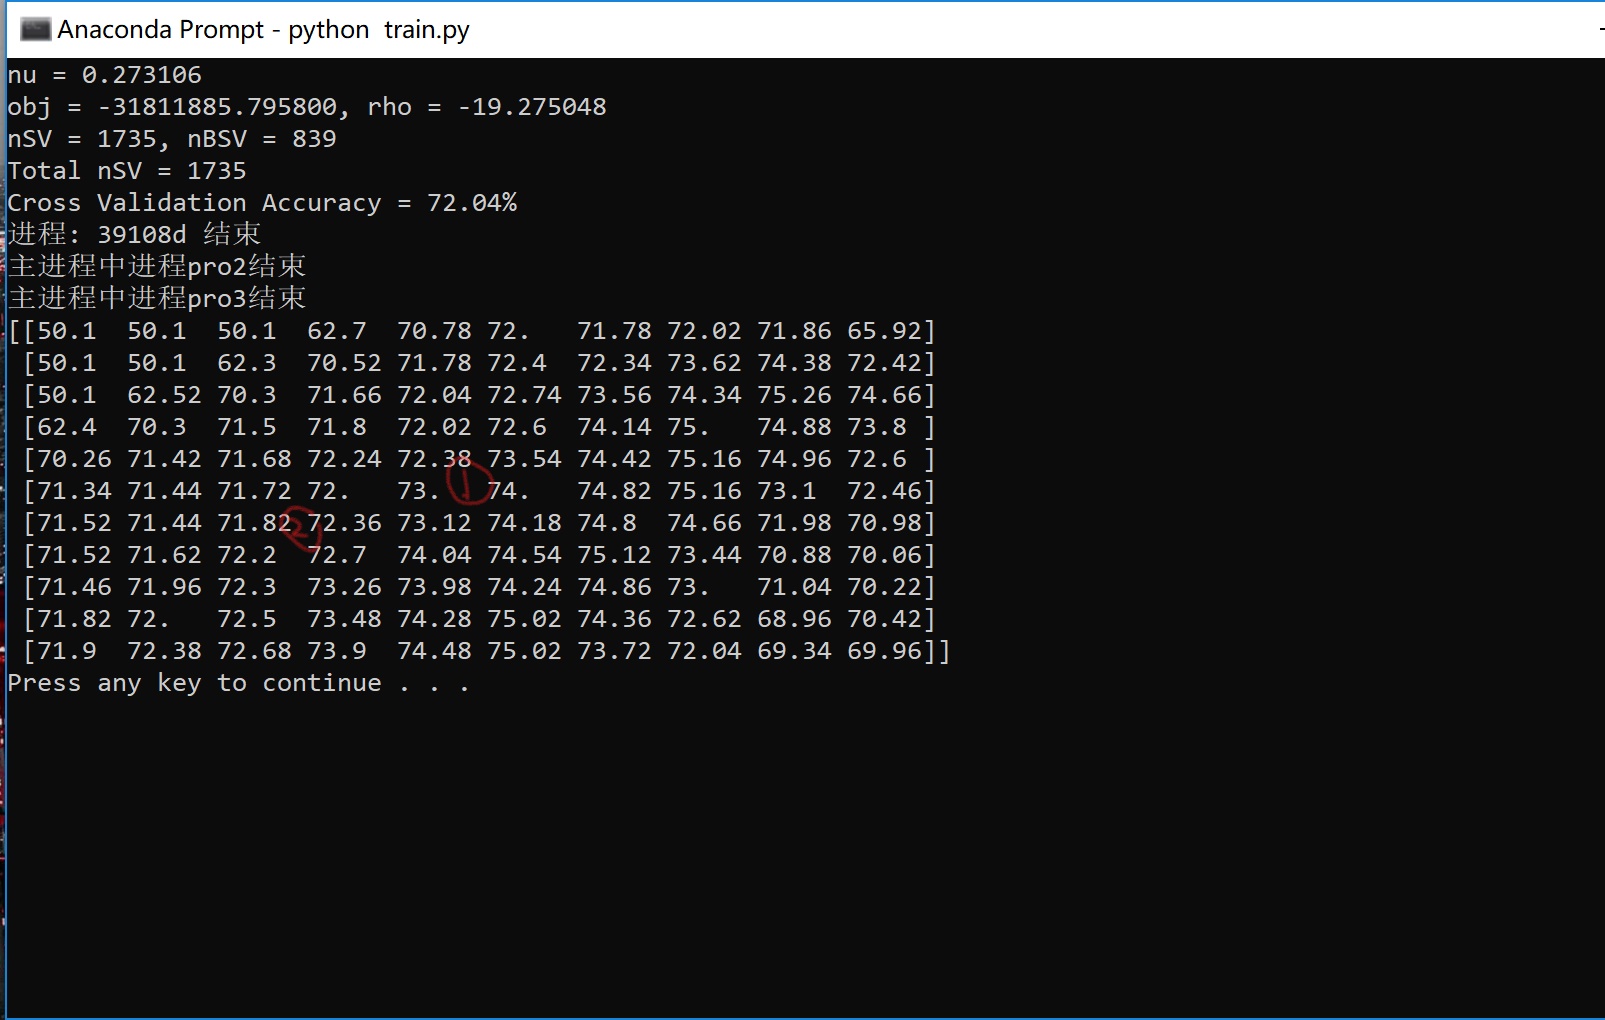 Anaconda Prompt - python  train.py
nu = 0.273106
obj = -31811885.795800, rho = -19.275048
nSV = 1735, nBSV = 839
Total nSV = 1735
Cross Validation Accuracy = 72.04%
进程: 39108d 结束
主进程中进程pro2结束
主进程中进程pro3结束
[[50.1  50.1  50.1  62.7  70.78 72.   71.78 72.02 71.86 65.92]
 [50.1  50.1  62.3  70.52 71.78 72.4  72.34 73.62 74.38 72.42]
 [50.1  62.52 70.3  71.66 72.04 72.74 73.56 74.34 75.26 74.66]
 [62.4  70.3  71.5  71.8  72.02 72.6  74.14 75.   74.88 73.8 ]
 [70.26 71.42 71.68 72.24 72.38 73.54 74.42 75.16 74.96 72.6 ]
 [71.34 71.44 71.72 72.   73. ① 74.   74.82 75.16 73.1  72.46]
 [71.52 71.44 71.82 ② 72.36 73.12 74.18 74.8  74.66 71.98 70.98]
 [71.52 71.62 72.2  72.7  74.04 74.54 75.12 73.44 70.88 70.06]
 [71.46 71.96 72.3  73.26 73.98 74.24 74.86 73.   71.04 70.22]
 [71.82 72.   72.5  73.48 74.28 75.02 74.36 72.62 68.96 70.42]
 [71.9  72.38 72.68 73.9  74.48 75.02 73.72 72.04 69.34 69.96]]
Press any key to continue . . .